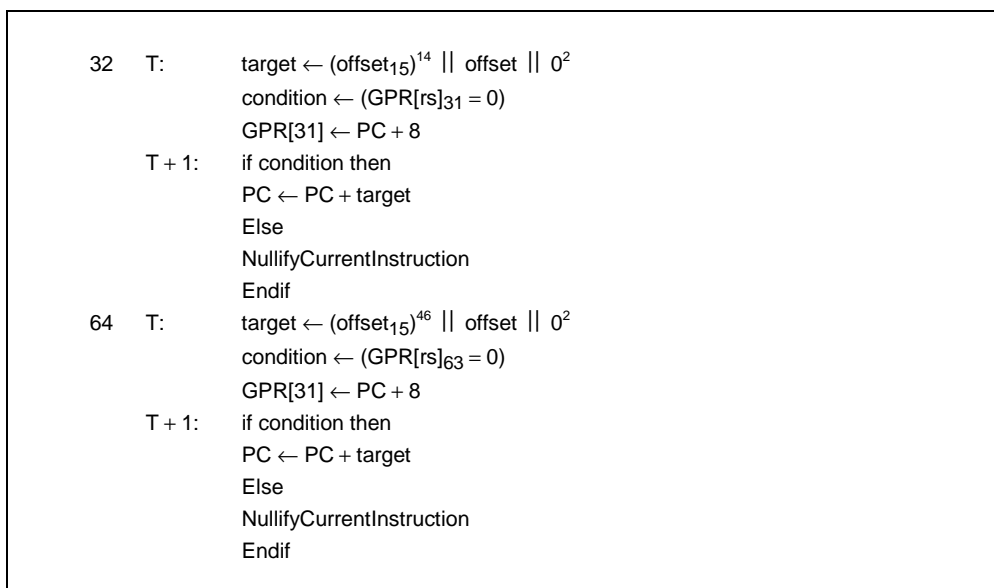 32 T: target ← (offset₁₅)¹⁴ || offset || 0²
condition ← (GPR[rs]₃₁ = 0)
GPR[31] ← PC + 8
T + 1: if condition then
PC ← PC + target
Else
NullifyCurrentInstruction
Endif
64 T: target ← (offset₁₅)⁴⁶ || offset || 0²
condition ← (GPR[rs]₆₃ = 0)
GPR[31] ← PC + 8
T + 1: if condition then
PC ← PC + target
Else
NullifyCurrentInstruction
Endif